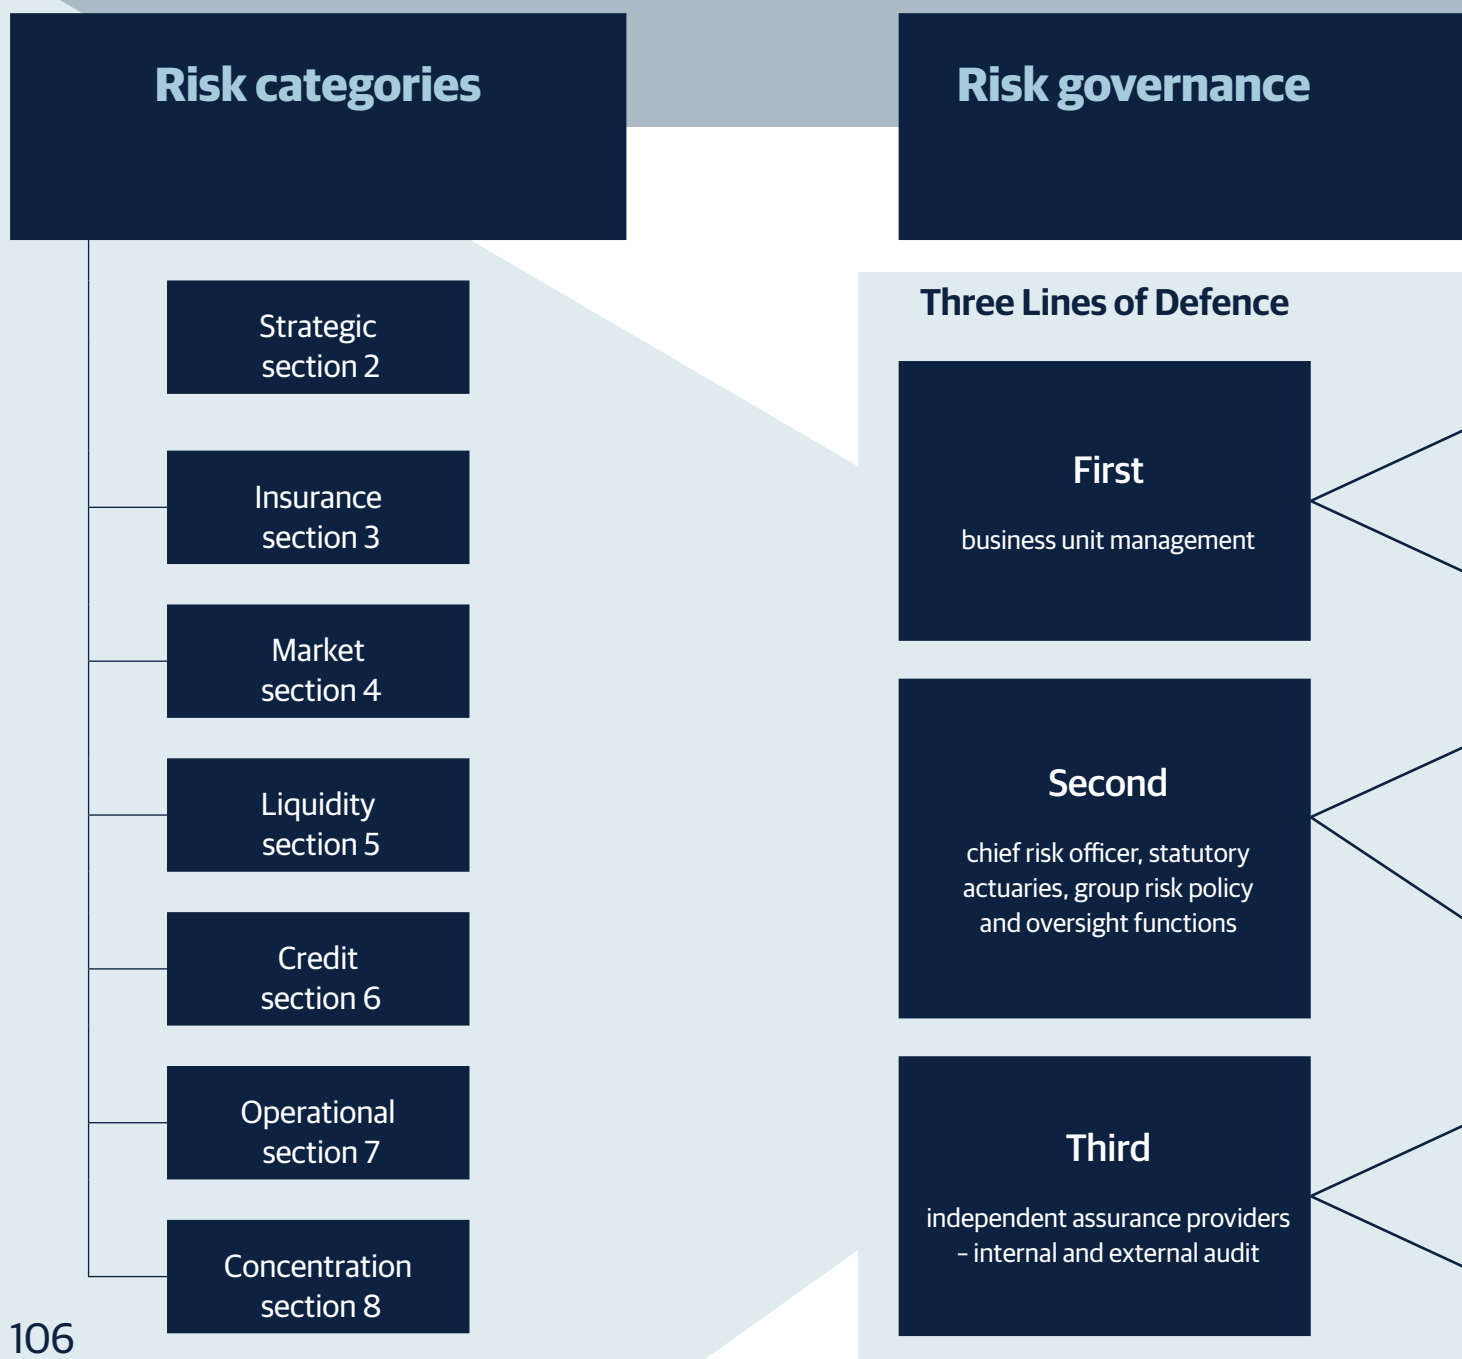 Risk categories
Strategic
section 2
Insurance
section 3
Market
section 4
Liquidity
section 5
Credit
section 6
Operational
section 7
Concentration
section 8
106
Risk governance
Three Lines of Defence
First
business unit management
Second
chief risk officer, statutory
actuaries, group risk policy
and oversight functions
Third
independent assurance providers
– internal and external audit